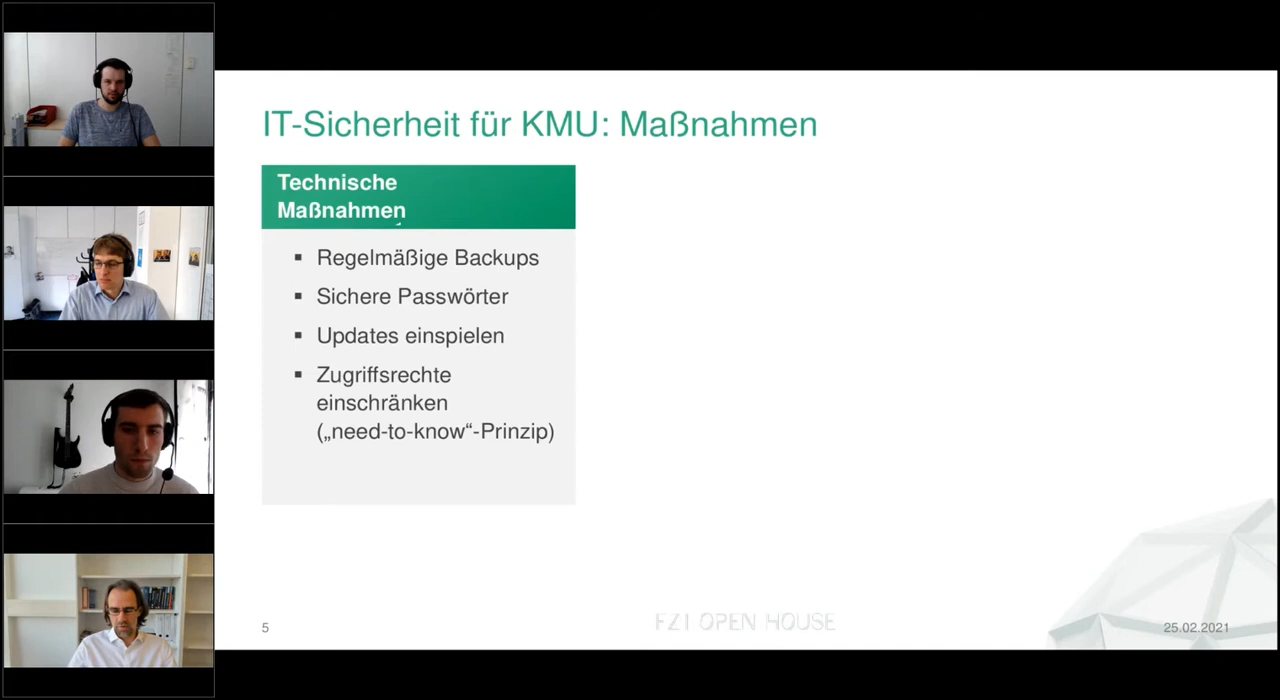 IT-Sicherheit für KMU: Maßnahmen
Technische
Maßnahmen
▪ Regelmäßige Backups
▪ Sichere Passwörter
▪ Updates einspielen
▪ Zugriffsrechte
einschränken
(„need-to-know“-Prinzip)
5
FZI OPEN HOUSE
25.02.2021